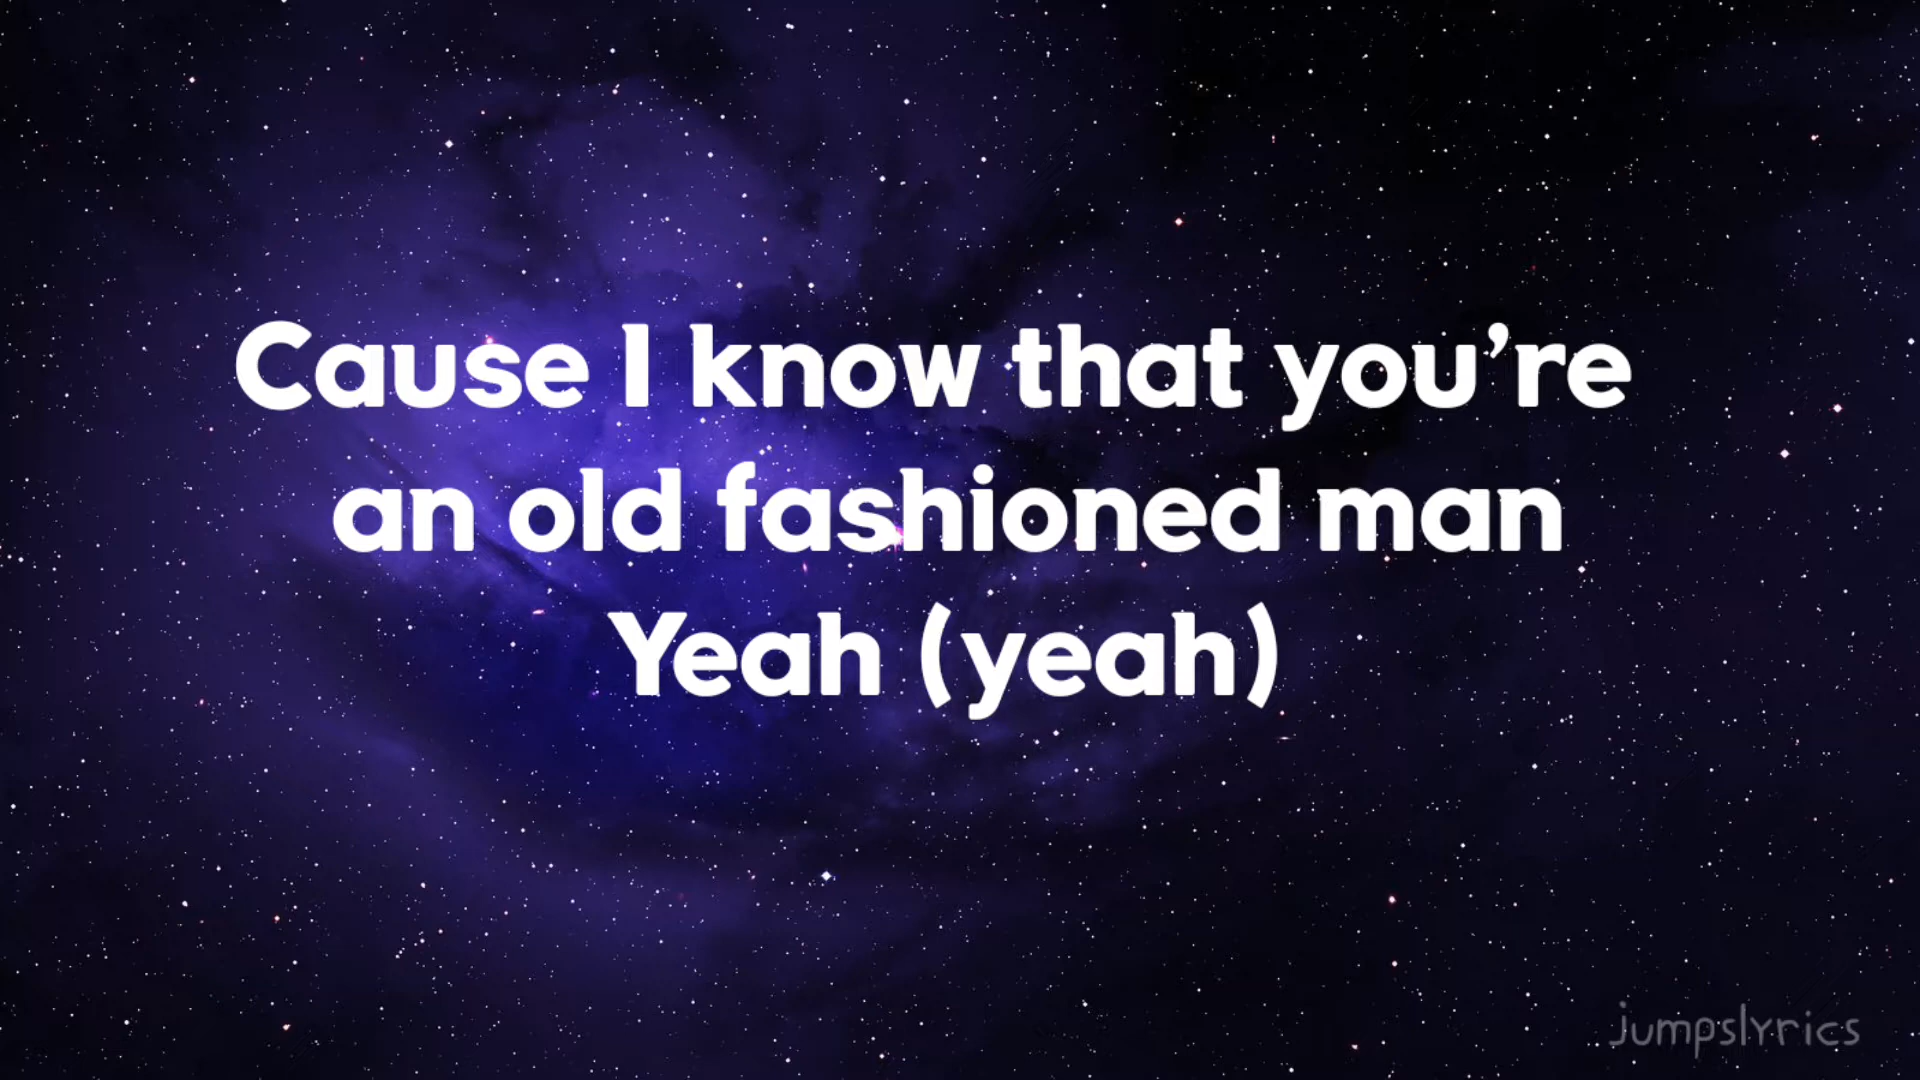 Cause I know that you’re
an old fashioned man
Yeah (yeah)
jumpslyrics